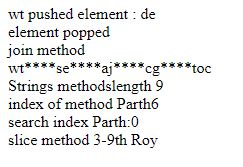 wt pushed element : de
element popped
join method
wt****se****aj****cg****toc
Strings methodslength 9
index of method Parth6
search index Parth:0
slice method 3-9th Roy